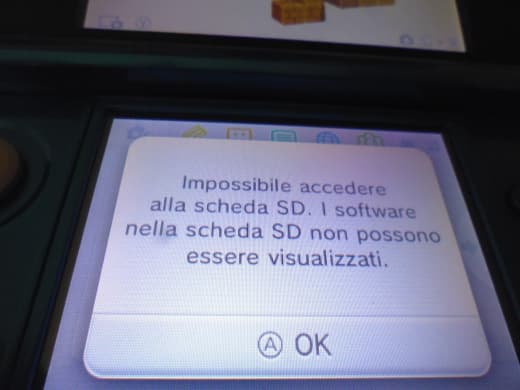 Impossibile accedere
alla scheda SD. I software
nella scheda SD non possono
essere visualizzati.
Ⓐ OK